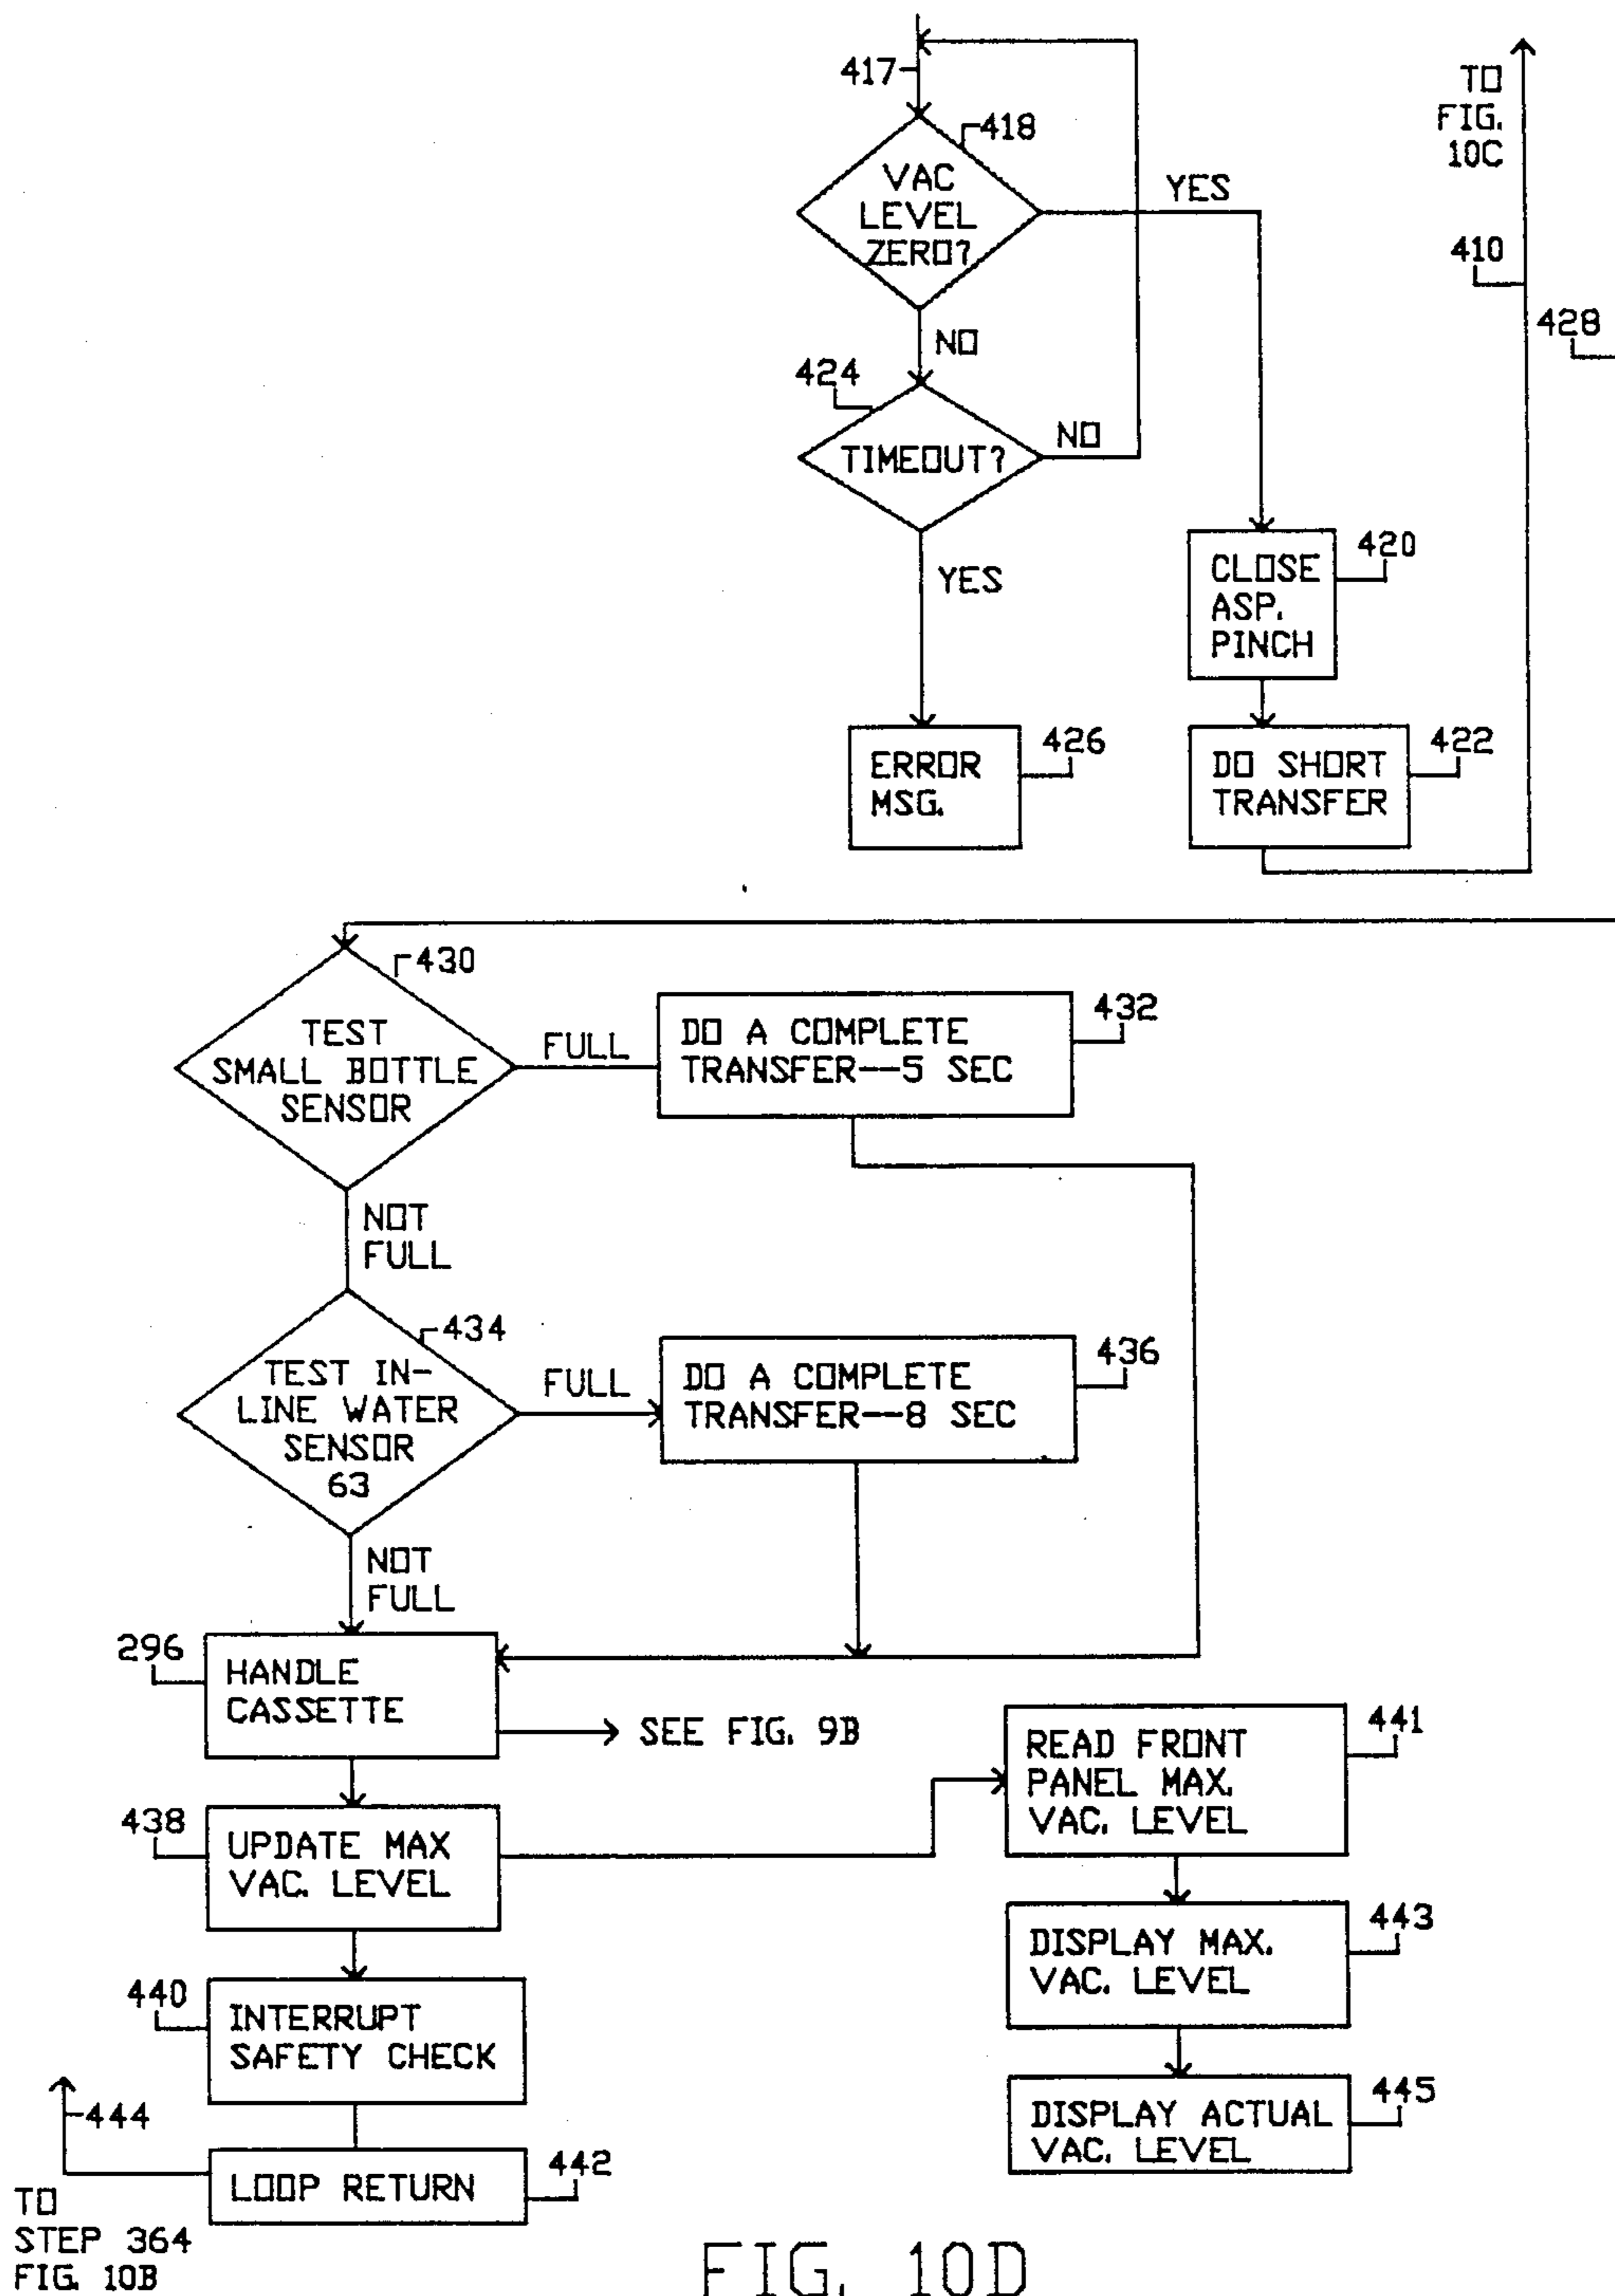 417
418
VAC
LEVEL
ZERO?
YES
NO
424
TIMEOUT?
NO
YES
420
CLOSE
ASP.
PINCH
426
ERROR
MSG.
422
DO SHORT
TRANSFER
TO
FIG.
10C
410
428
430
TEST
SMALL BOTTLE
SENSOR
FULL
432
DO A COMPLETE
TRANSFER--5 SEC
NOT
FULL
434
TEST IN-
LINE WATER
SENSOR
63
FULL
436
DO A COMPLETE
TRANSFER--8 SEC
NOT
FULL
296
HANDLE
CASSETTE
SEE FIG. 9B
438
UPDATE MAX
VAC. LEVEL
441
READ FRONT
PANEL MAX.
VAC. LEVEL
443
DISPLAY MAX.
VAC. LEVEL
440
INTERRUPT
SAFETY CHECK
445
DISPLAY ACTUAL
VAC. LEVEL
444
442
LOOP RETURN
TO
STEP 364
FIG. 10B
FIG. 10D